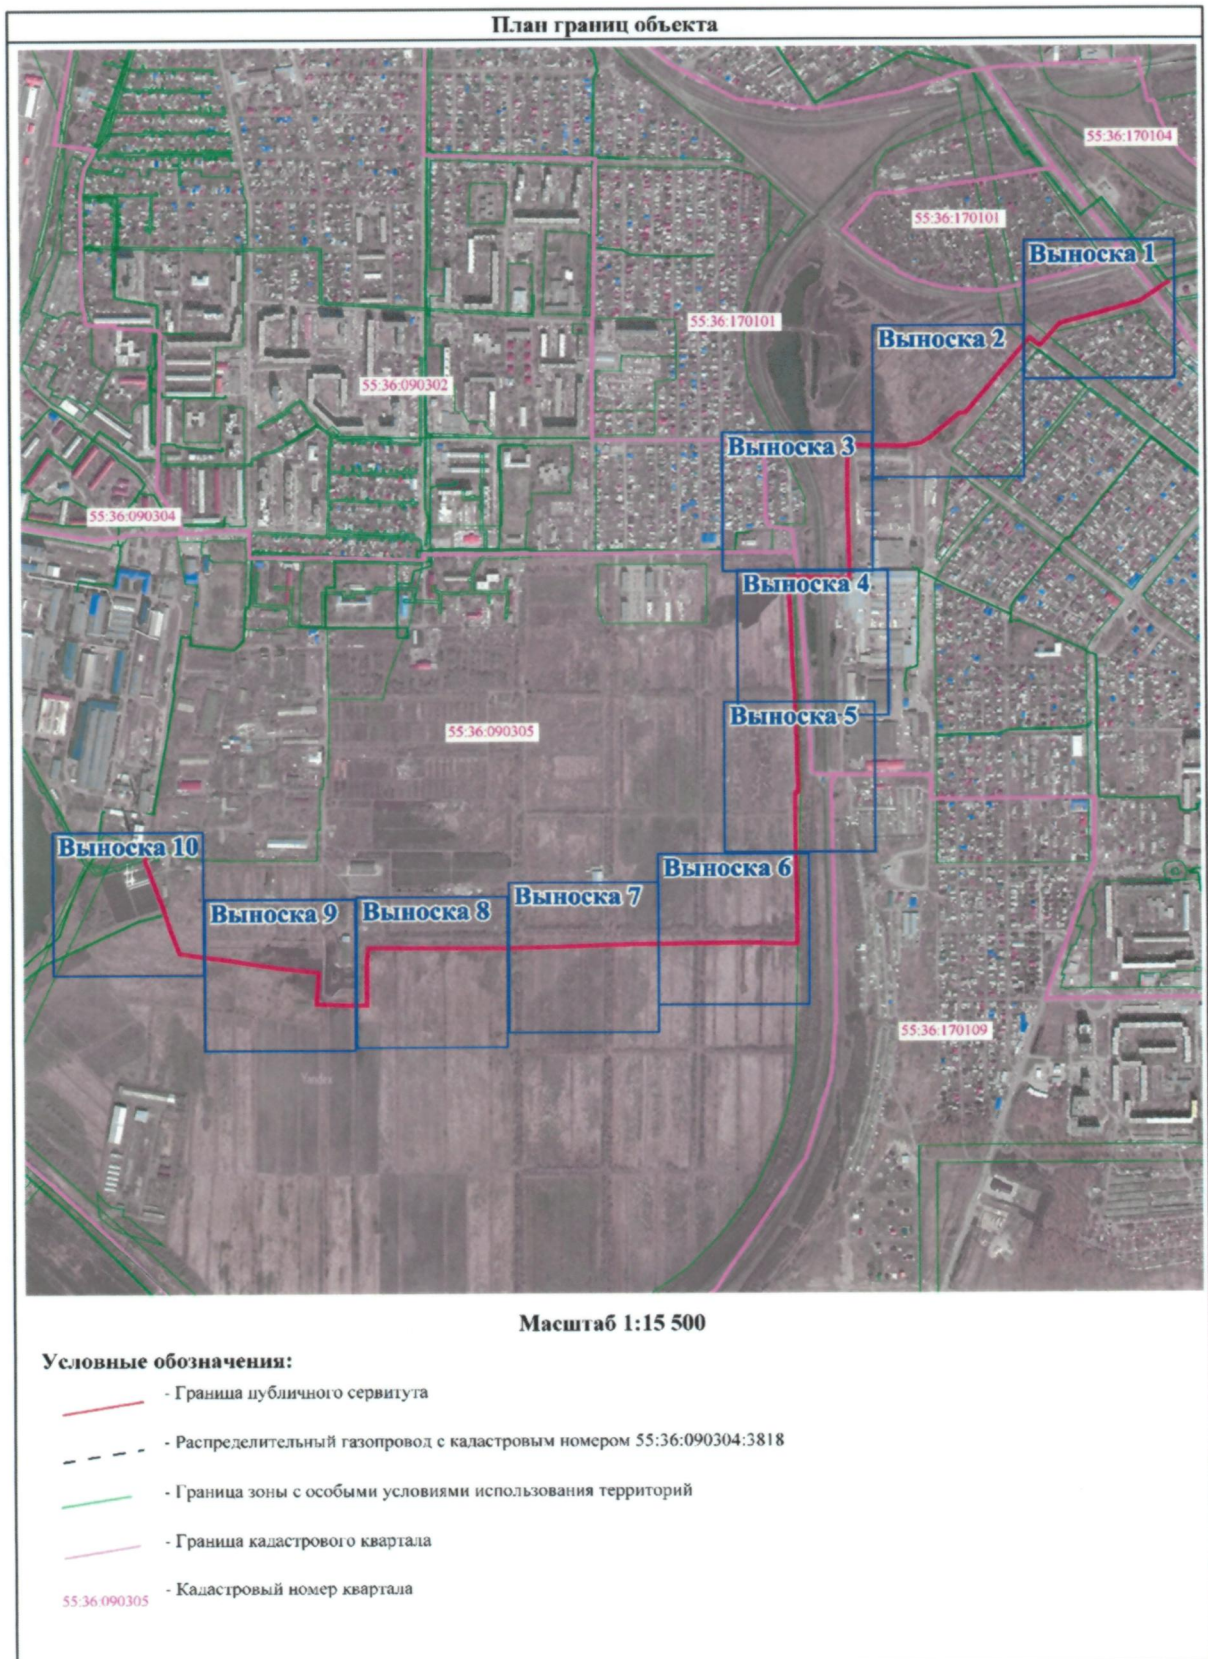 План границ объекта
55:36:170104
55:36:170101
Выноска 1
55:36:170101
Выноска 2
55:36:090302
Выноска 3
55:36:090304
Выноска 4
Выноска 5
55:36:090305
Выноска 10
Выноска 6
Выноска 7
Выноска 9
Выноска 8
55:36:170109
Yandex
Масштаб 1:15 500
Условные обозначения:
- Граница публичного сервитута
- Распределительный газопровод с кадастровым номером 55:36:090304:3818
- Граница зоны с особыми условиями использования территорий
- Граница кадастрового квартала
55:36:090305 - Кадастровый номер квартала